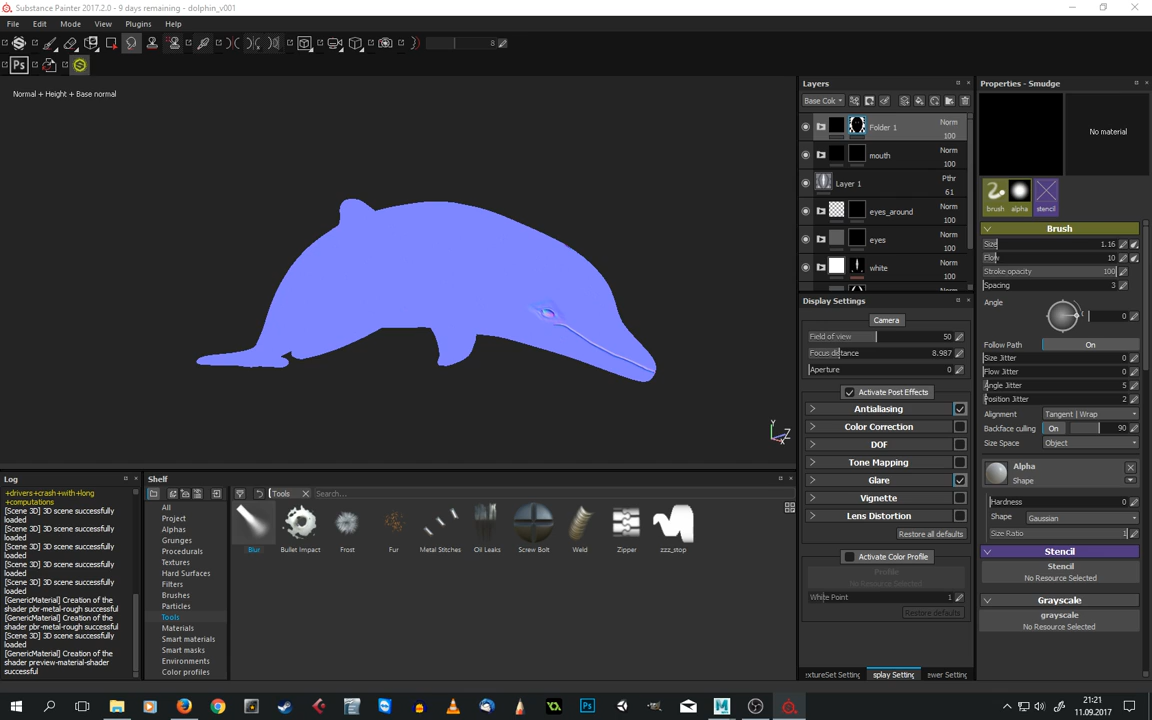 Substance Painter 2017.2.0 - 9 days remaining - dolphin_v001
File Edit Mode View Plugins Help
8
Ps
Normal + Height + Base normal
Y
Z
X
Layers
Base Col
Folder 1 Norm 100
mouth Norm 100
Layer 1 Pthr 61
eyes_around Norm 100
eyes Norm 100
white Norm 100
Display Settings
Camera
Field of view 50
Focus distance 8.987
Aperture 0
Activate Post Effects
Antialiasing
Color Correction
DOF
Tone Mapping
Glare
Vignette
Lens Distortion
Restore all defaults
Activate Color Profile
Profile
No Resource Selected
White Point 1
Restore defaults
extureSet Setting splay Setting ewer Setting
Properties - Smudge
No material
brush alpha stencil
Brush
Size 1.16
Flow 10
Stroke opacity 100
Spacing 3
Angle 0
Follow Path On
Size Jitter 0
Flow Jitter 0
Angle Jitter 5
Position Jitter 2
Alignment Tangent | Wrap
Backface culling On 90
Size Space Object
Alpha
Shape
Hardness 0
Shape Gaussian
Size Ratio 1
Stencil
Stencil
No Resource Selected
Grayscale
grayscale
No Resource Selected
Log
+drivers+crash+with+long
+computations
[Scene 3D] 3D scene successfully
loaded
[Scene 3D] 3D scene successfully
loaded
[Scene 3D] 3D scene successfully
loaded
[Scene 3D] 3D scene successfully
loaded
[Scene 3D] 3D scene successfully
loaded
[GenericMaterial] Creation of the
shader pbr-metal-rough successful
[GenericMaterial] Creation of the
shader pbr-metal-rough successful
[Scene 3D] 3D scene successfully
loaded
[GenericMaterial] Creation of the
shader preview-material-shader
successful
Shelf
Tools Search...
All
Project
Alphas
Grunges
Procedurals
Textures
Hard Surfaces
Filters
Brushes
Particles
Tools
Materials
Smart materials
Smart masks
Environments
Color profiles
Blur Bullet Impact Frost Fur Metal Stitches Oil Leaks Screw Bolt Weld Zipper zzz_stop
21:21
11.09.2017